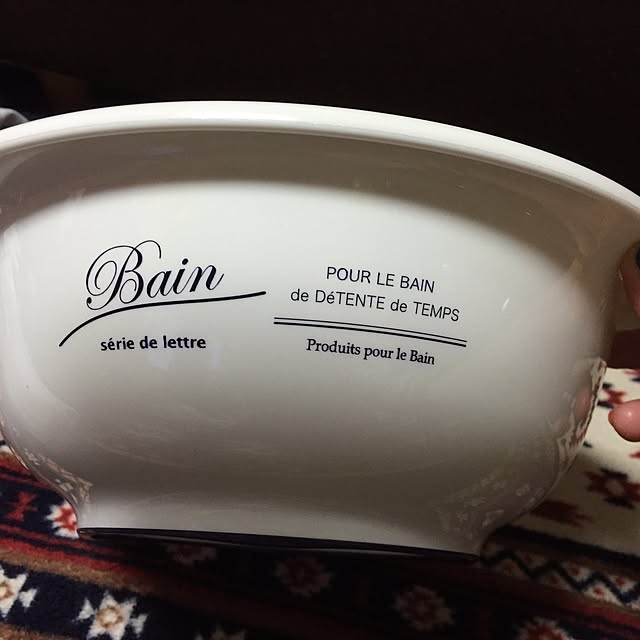 Bain
série de lettre
POUR LE BAIN
de DéTENTE de TEMPS
Produits pour le Bain